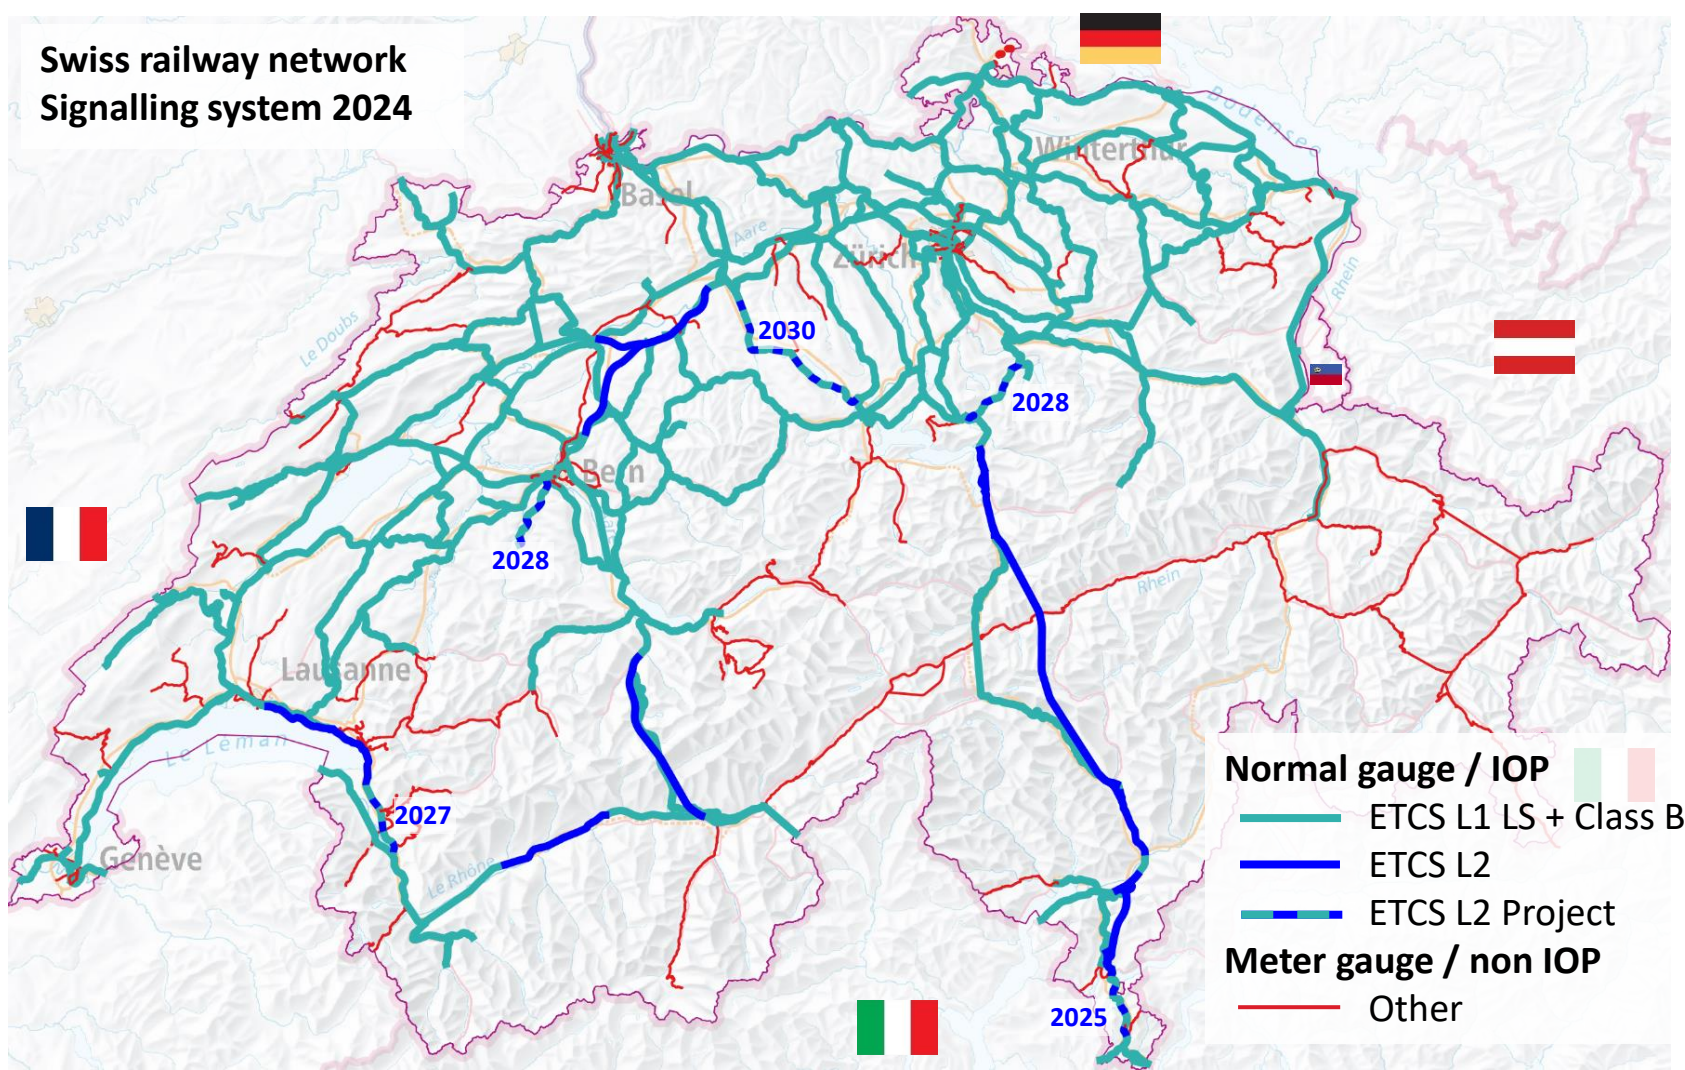 Swiss railway network
Signalling system 2024
Bodensee
Winterthur
Basel
Aare
Zürich
Rhein
Le Doubs
2030
2028
Bern
2028
Rhein
Lausanne
Le Léman
2027
Genève
Le Rhône
2025
Normal gauge / IOP
ETCS L1 LS + Class B
ETCS L2
ETCS L2 Project
Meter gauge / non IOP
Other